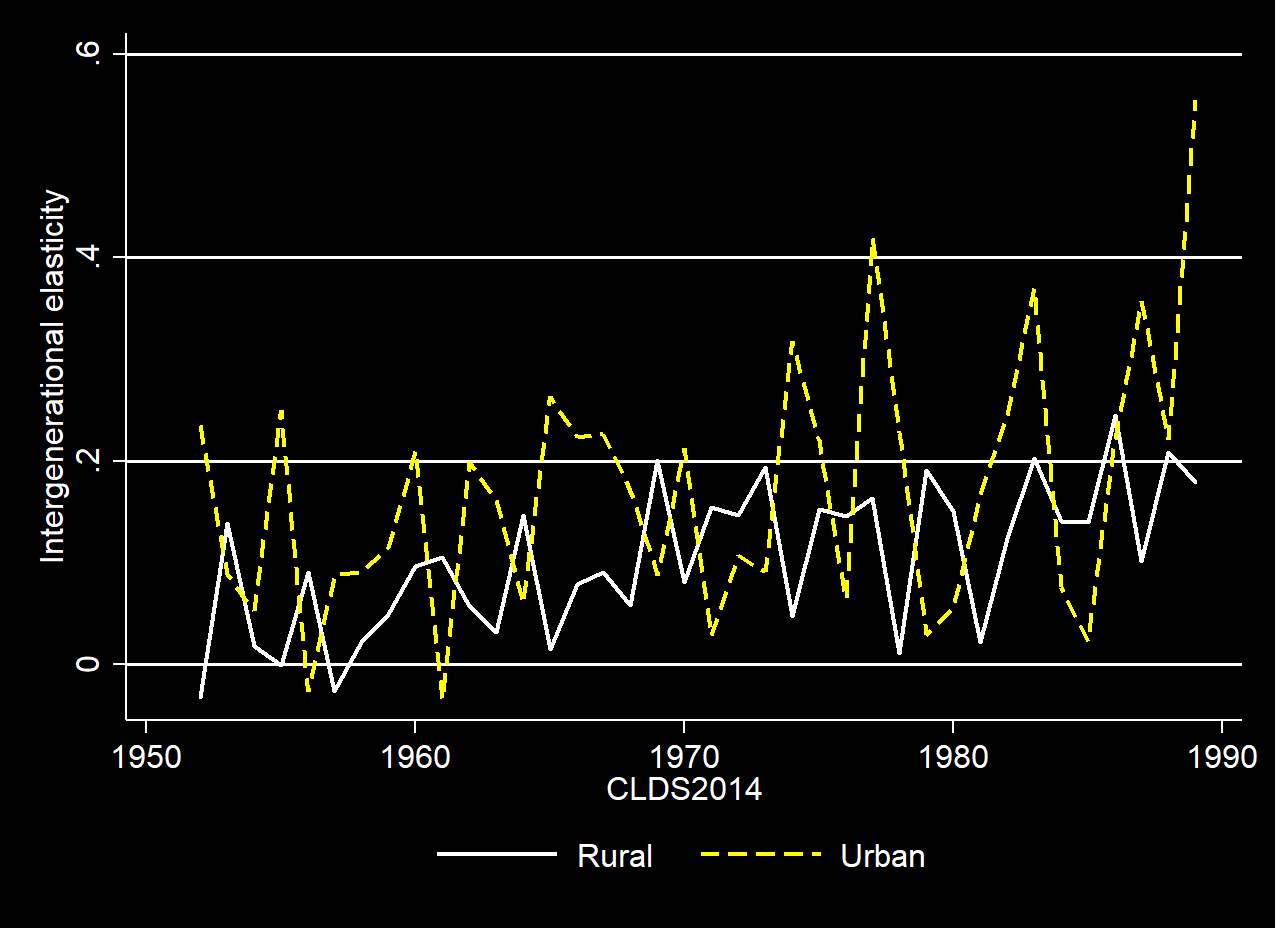 Intergenerational elasticity
.6
.4
.2
0
1950 1960 1970 1980 1990
CLDS2014
Rural Urban